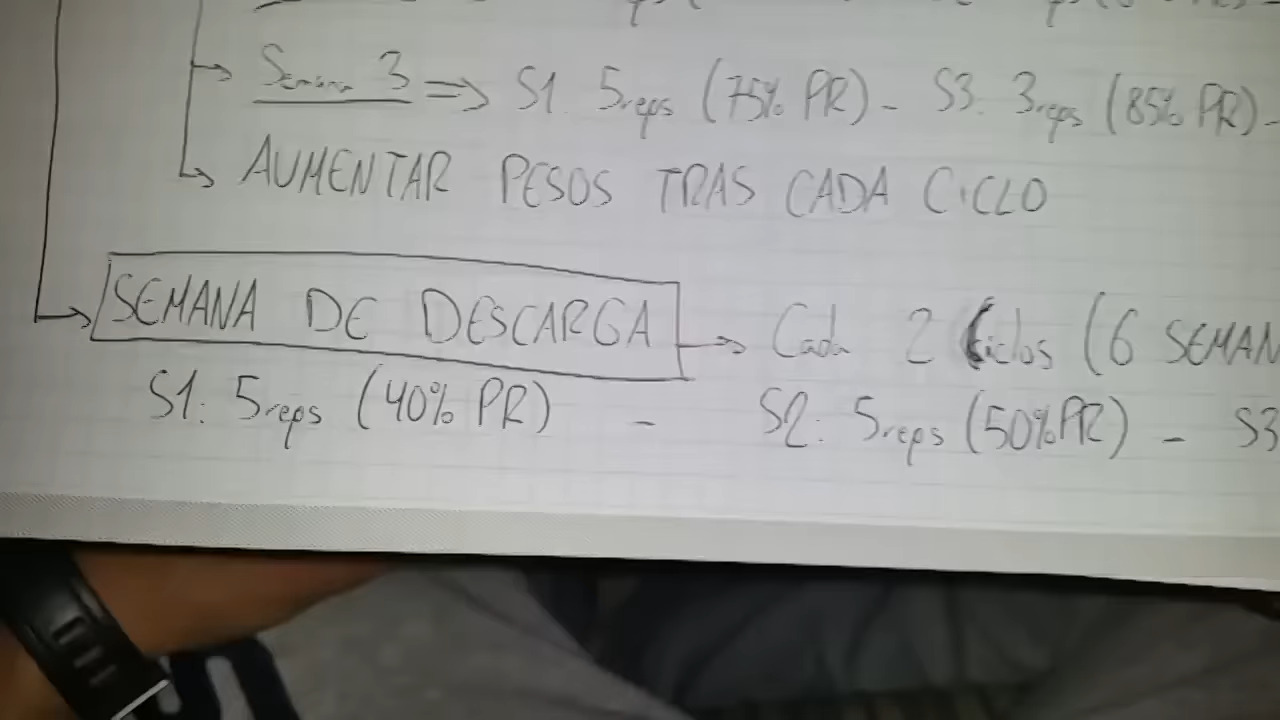 Semana 3 => S1. 5reps (75% PR) - S3. 3reps (85% PR) -
AUMENTAR PESOS TRAS CADA CICLO
SEMANA DE DESCARGA → Cada 2 Ciclos (6 SEMAN
S1: 5reps (40% PR) - S2: 5reps (50% PR) - S3